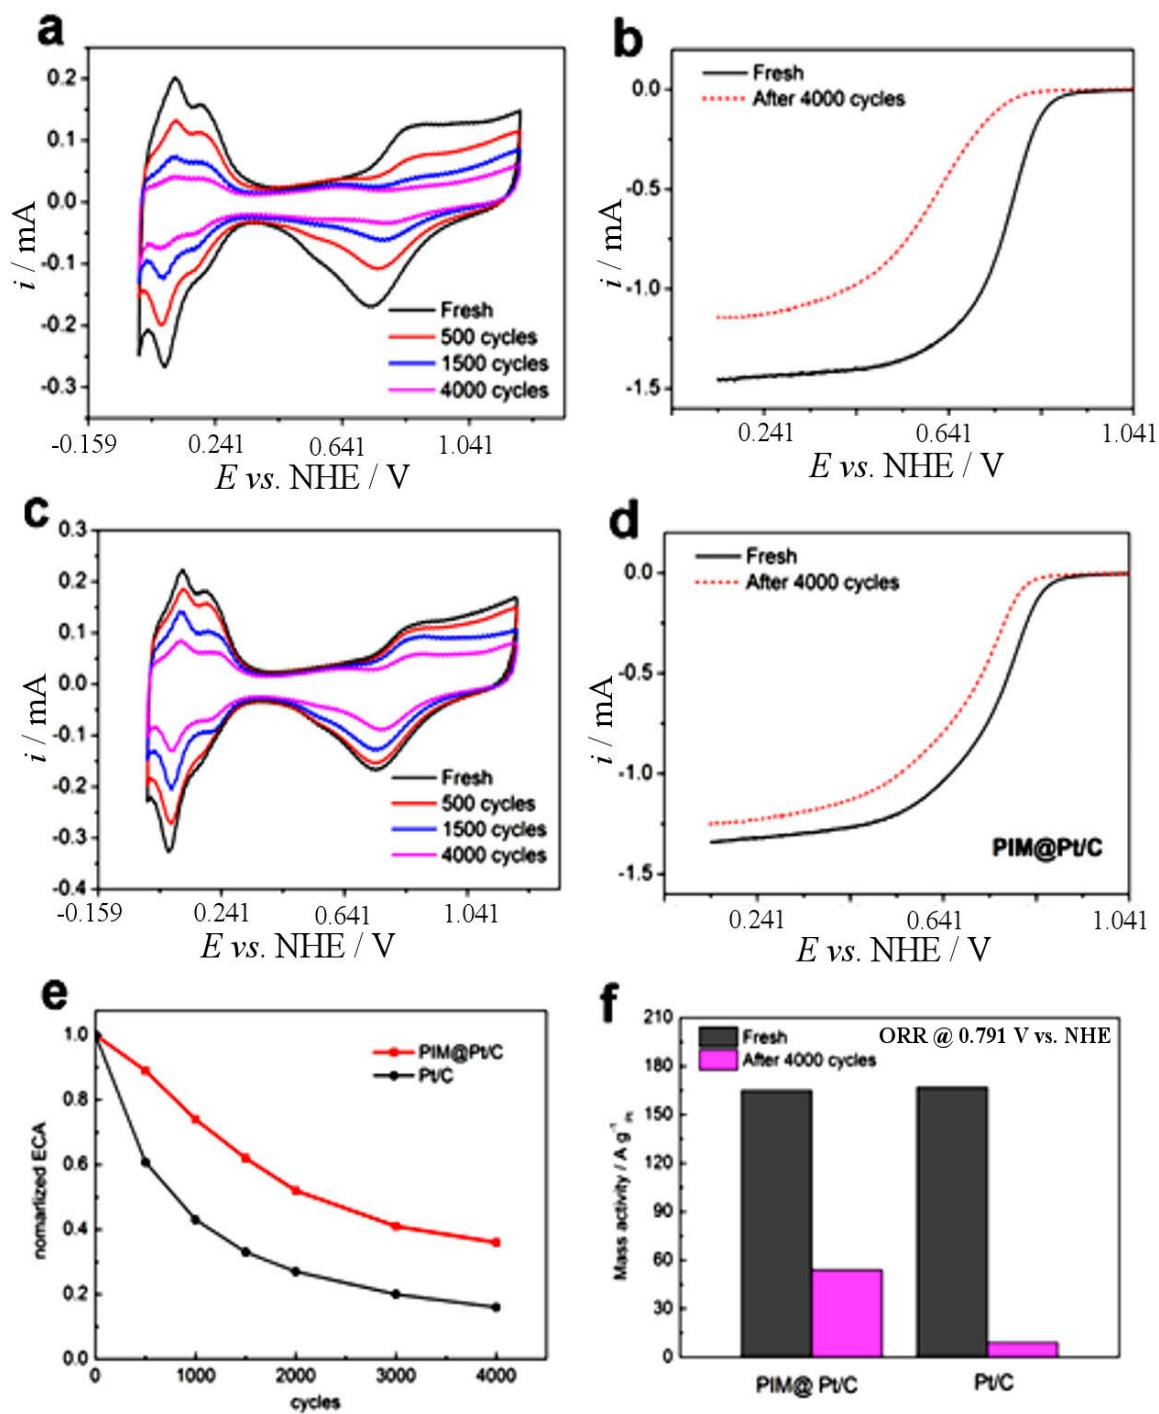 a
0.2
0.1
0.0
-0.1
-0.2
-0.3
i / mA
Fresh
500 cycles
1500 cycles
4000 cycles
-0.159
0.241
0.641
1.041
E vs. NHE / V
b
0.0
-0.5
-1.0
-1.5
i / mA
Fresh
After 4000 cycles
0.241
0.641
1.041
E vs. NHE / V
c
0.3
0.2
0.1
0.0
-0.1
-0.2
-0.3
-0.4
i / mA
Fresh
500 cycles
1500 cycles
4000 cycles
-0.159
0.241
0.641
1.041
E vs. NHE / V
d
0.0
-0.5
-1.0
-1.5
i / mA
Fresh
After 4000 cycles
PIM@Pt/C
0.241
0.641
1.041
E vs. NHE / V
e
1.0
0.8
0.6
0.4
0.2
0.0
nomarlized ECA
PIM@Pt/C
Pt/C
0
1000
2000
3000
4000
cycles
f
210
180
150
120
90
60
30
0
Mass activity / A g⁻¹ Pt
Fresh
After 4000 cycles
ORR @ 0.791 V vs. NHE
PIM@ Pt/C
Pt/C